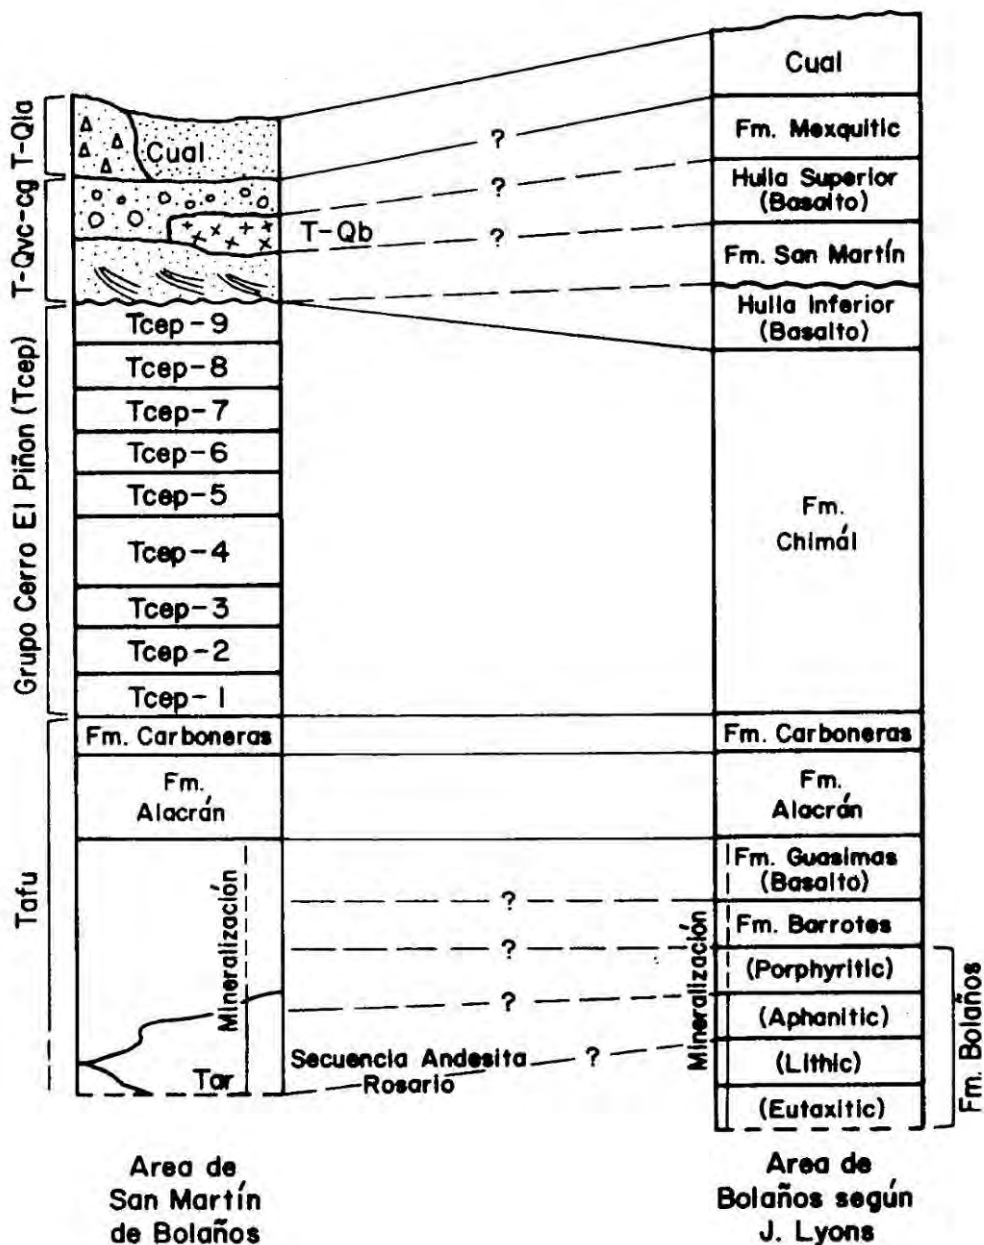 T-Qla
Cual
T-Qvc-cg
T-Qb
Grupo Cerro El Piñon (Tcep)
Tcep-9
Tcep-8
Tcep-7
Tcep-6
Tcep-5
Tcep-4
Tcep-3
Tcep-2
Tcep-1
Tafu
Fm. Carboneras
Fm.
Alacrán
Mineralización
Tar
Secuencia Andesita
Rosario
Area de
San Martín
de Bolaños
?
?
?
?
?
?
?
Cual
Fm. Mexquitic
Hulla Superior
(Basalto)
Fm. San Martín
Hulla Inferior
(Basalto)
Fm.
Chimál
Fm. Carboneras
Fm.
Alacrán
Fm. Guasimas
(Basalto)
Fm. Barrotes
(Porphyritic)
(Aphanitic)
(Lithic)
(Eutaxitic)
Mineralización
Fm. Bolaños
Area de
Bolaños según
J. Lyons